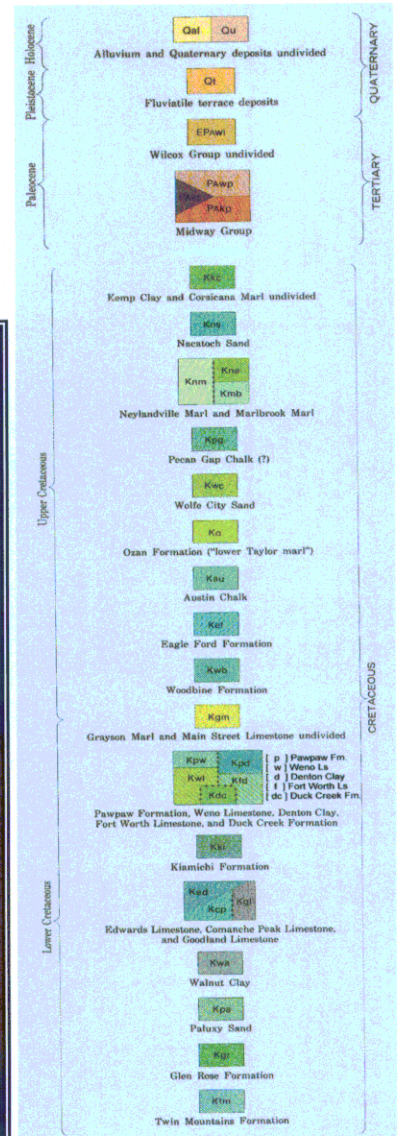 Holocene
Qal Qu
Alluvium and Quaternary deposits undivided
Pleistocene
Qt
Fluviatile terrace deposits
QUATERNARY
Paleocene
EPAwi
Wilcox Group undivided
PAwp
PAkp
Midway Group
TERTIARY
Upper Cretaceous
Kkc
Kemp Clay and Corsicana Marl undivided
Kns
Nacatoch Sand
Knm
Kne
Kmb
Neylandville Marl and Marlbrook Marl
Kpg
Pecan Gap Chalk (?)
Kwc
Wolfe City Sand
Ko
Ozan Formation ("lower Taylor marl")
Kau
Austin Chalk
Kef
Eagle Ford Formation
Kwb
Woodbine Formation
CRETACEOUS
Kgm
Grayson Marl and Main Street Limestone undivided
Kpw Kpd
Kwl Kfd
Kdc
[ p ] Pawpaw Fm.
[ w ] Weno Ls
[ d ] Denton Clay
[ f ] Fort Worth Ls
[ dc ] Duck Creek Fm.
Pawpaw Formation, Weno Limestone, Denton Clay,
Fort Worth Limestone, and Duck Creek Formation
Kki
Kiamichi Formation
Lower Cretaceous
Ked
Kcp
Kgl
Edwards Limestone, Comanche Peak Limestone,
and Goodland Limestone
Kwa
Walnut Clay
Kpa
Paluxy Sand
Kgr
Glen Rose Formation
Ktm
Twin Mountains Formation